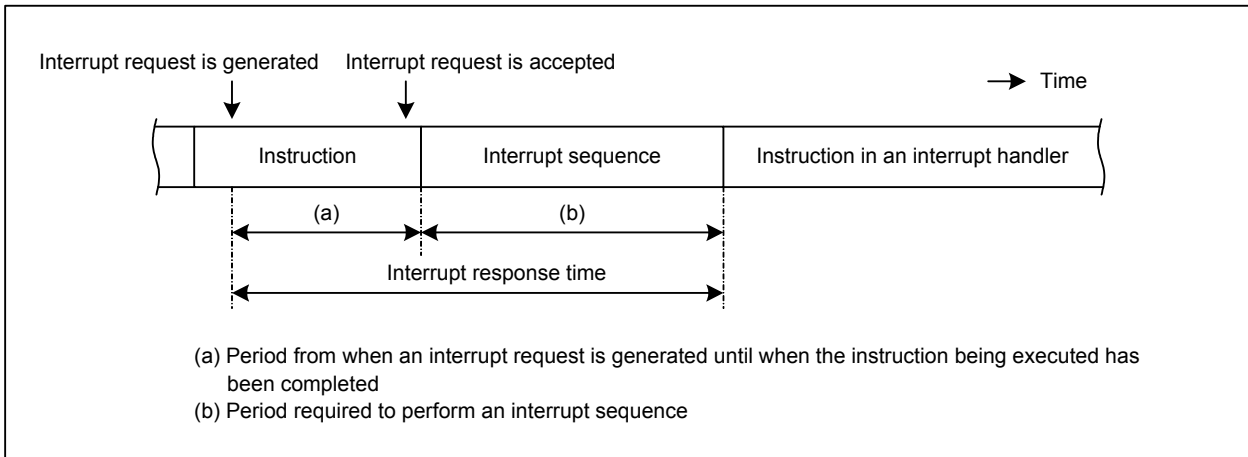 Interrupt request is generated
Interrupt request is accepted
Time
Instruction
Interrupt sequence
Instruction in an interrupt handler
(a)
(b)
Interrupt response time
(a) Period from when an interrupt request is generated until when the instruction being executed has
been completed
(b) Period required to perform an interrupt sequence